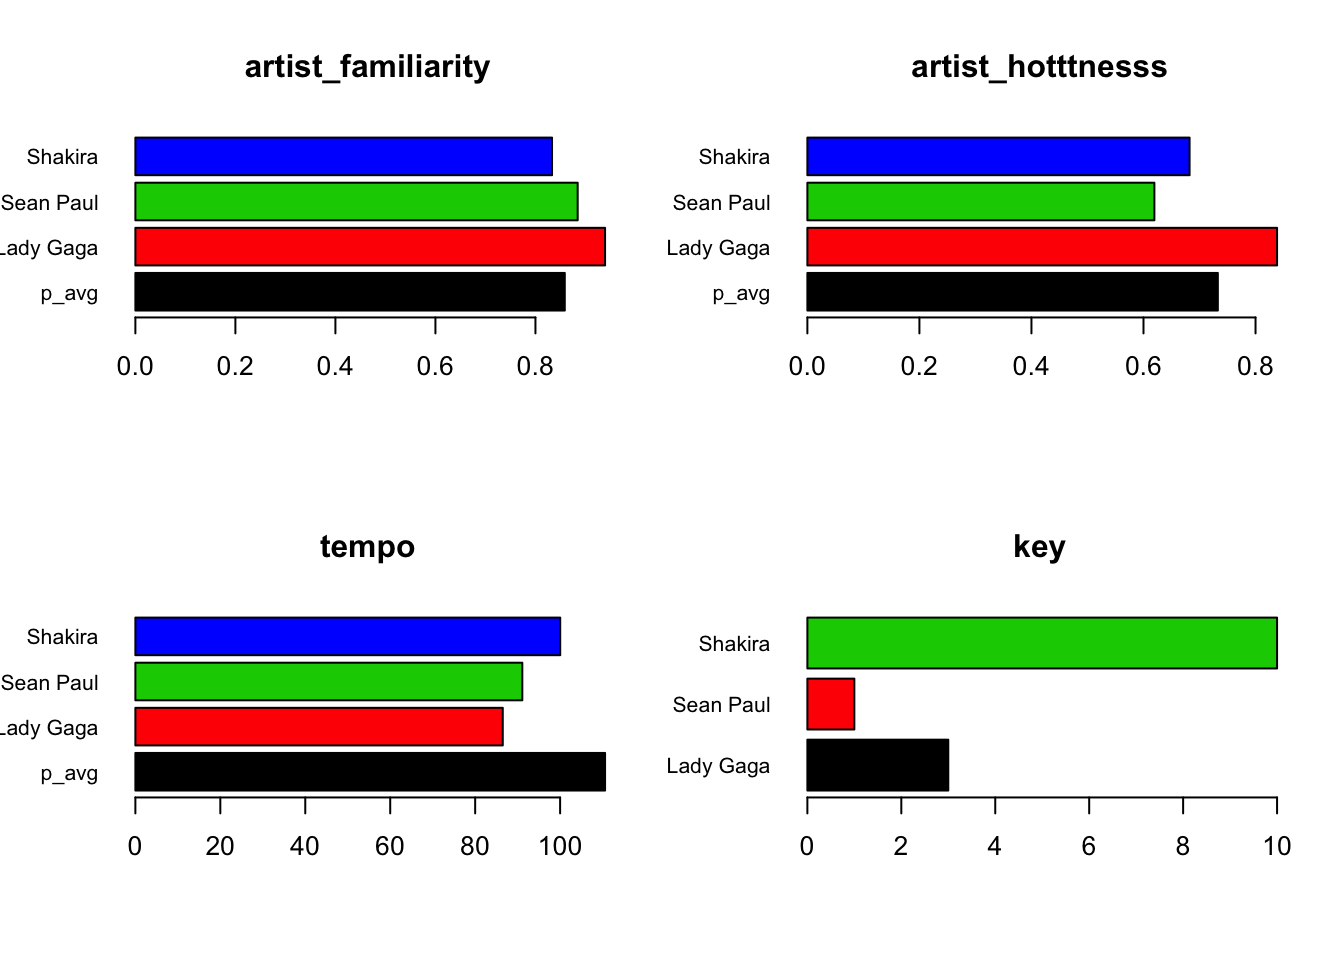 artist_familiarity
Shakira
Sean Paul
Lady Gaga
p_avg
0.0 0.2 0.4 0.6 0.8
artist_hotttnesss
Shakira
Sean Paul
Lady Gaga
p_avg
0.0 0.2 0.4 0.6 0.8
tempo
Shakira
Sean Paul
Lady Gaga
p_avg
0 20 40 60 80 100
key
Shakira
Sean Paul
Lady Gaga
0 2 4 6 8 10